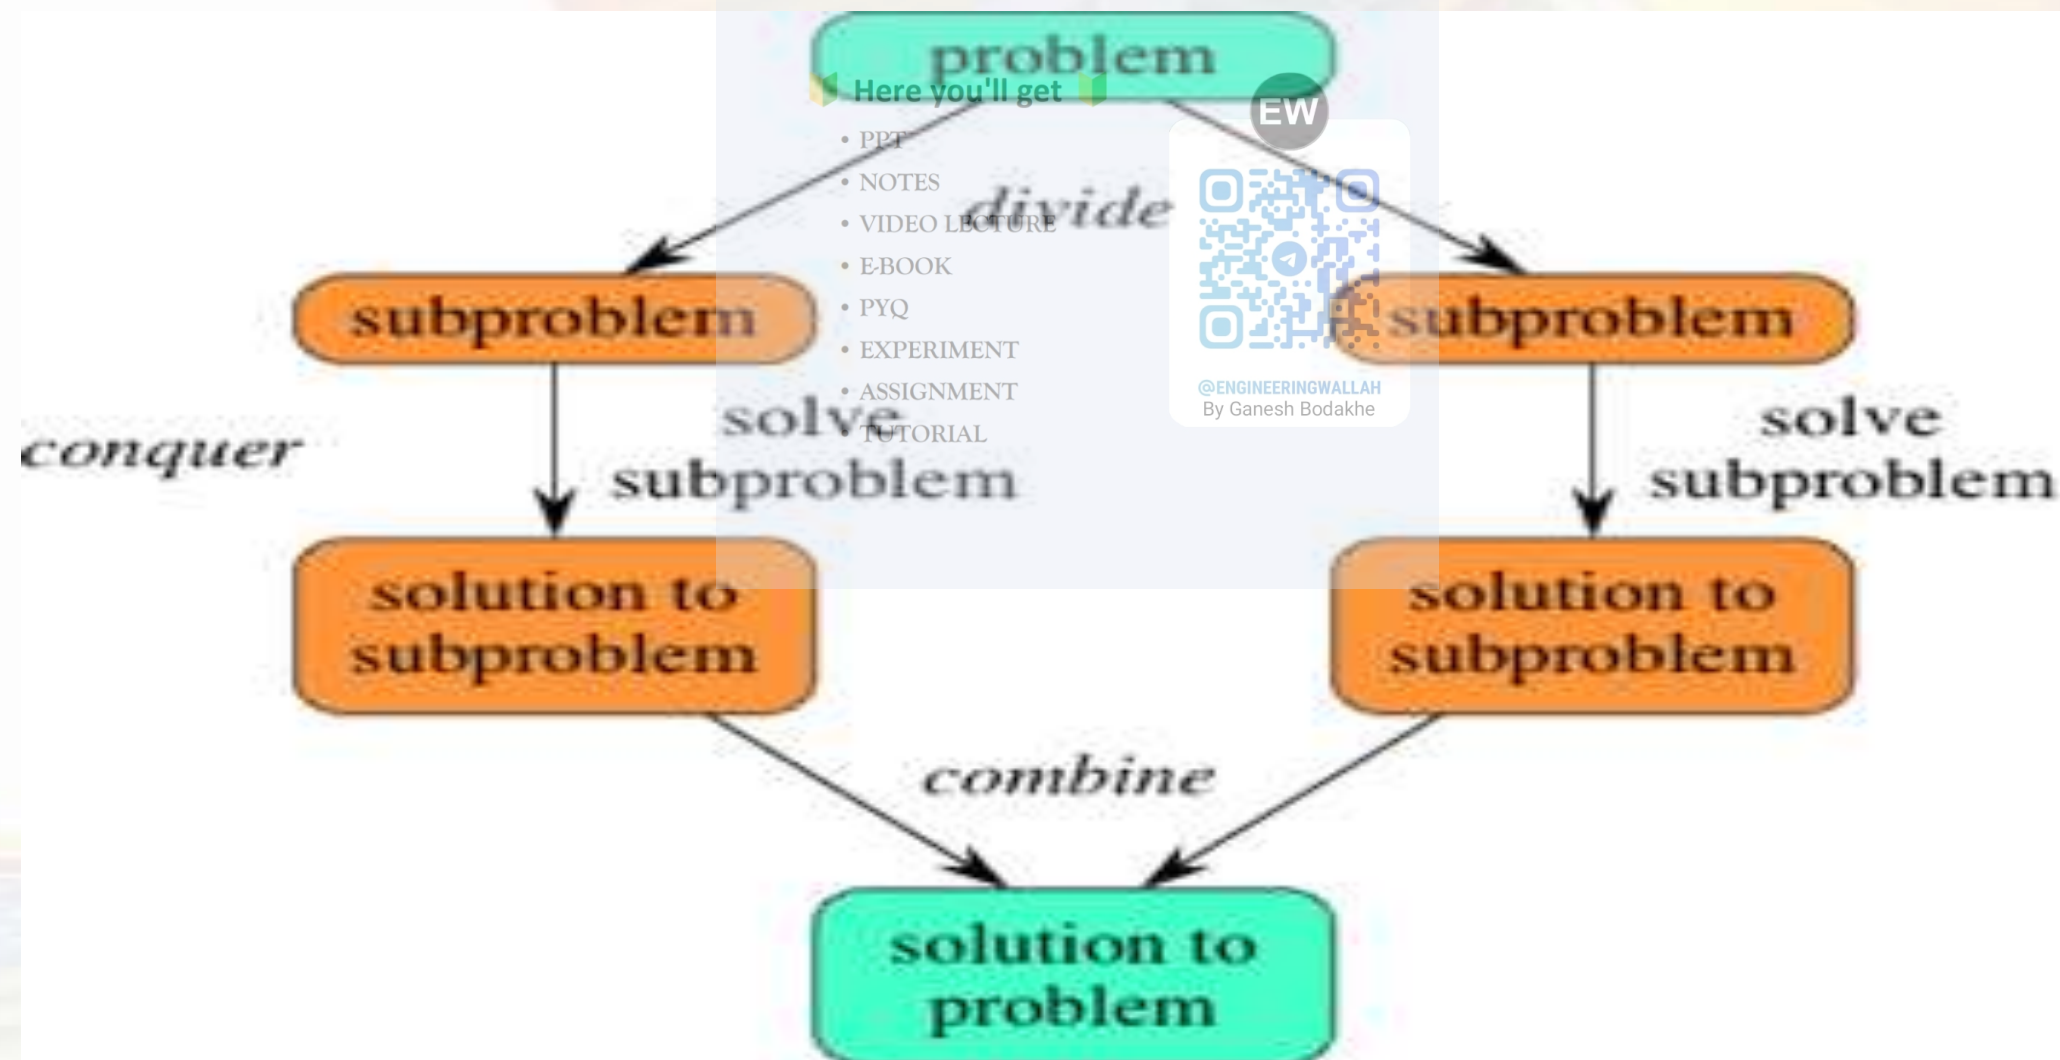 problem
Here you'll get
EW
• PPT
• NOTES
divide
• VIDEO LECTURE
• E-BOOK
• PYQ
• EXPERIMENT
• ASSIGNMENT
• TUTORIAL
@ENGINEERINGWALLAH
By Ganesh Bodakhe
subproblem
subproblem
conquer
solve
subproblem
solve
subproblem
solution to
subproblem
solution to
subproblem
combine
solution to
problem